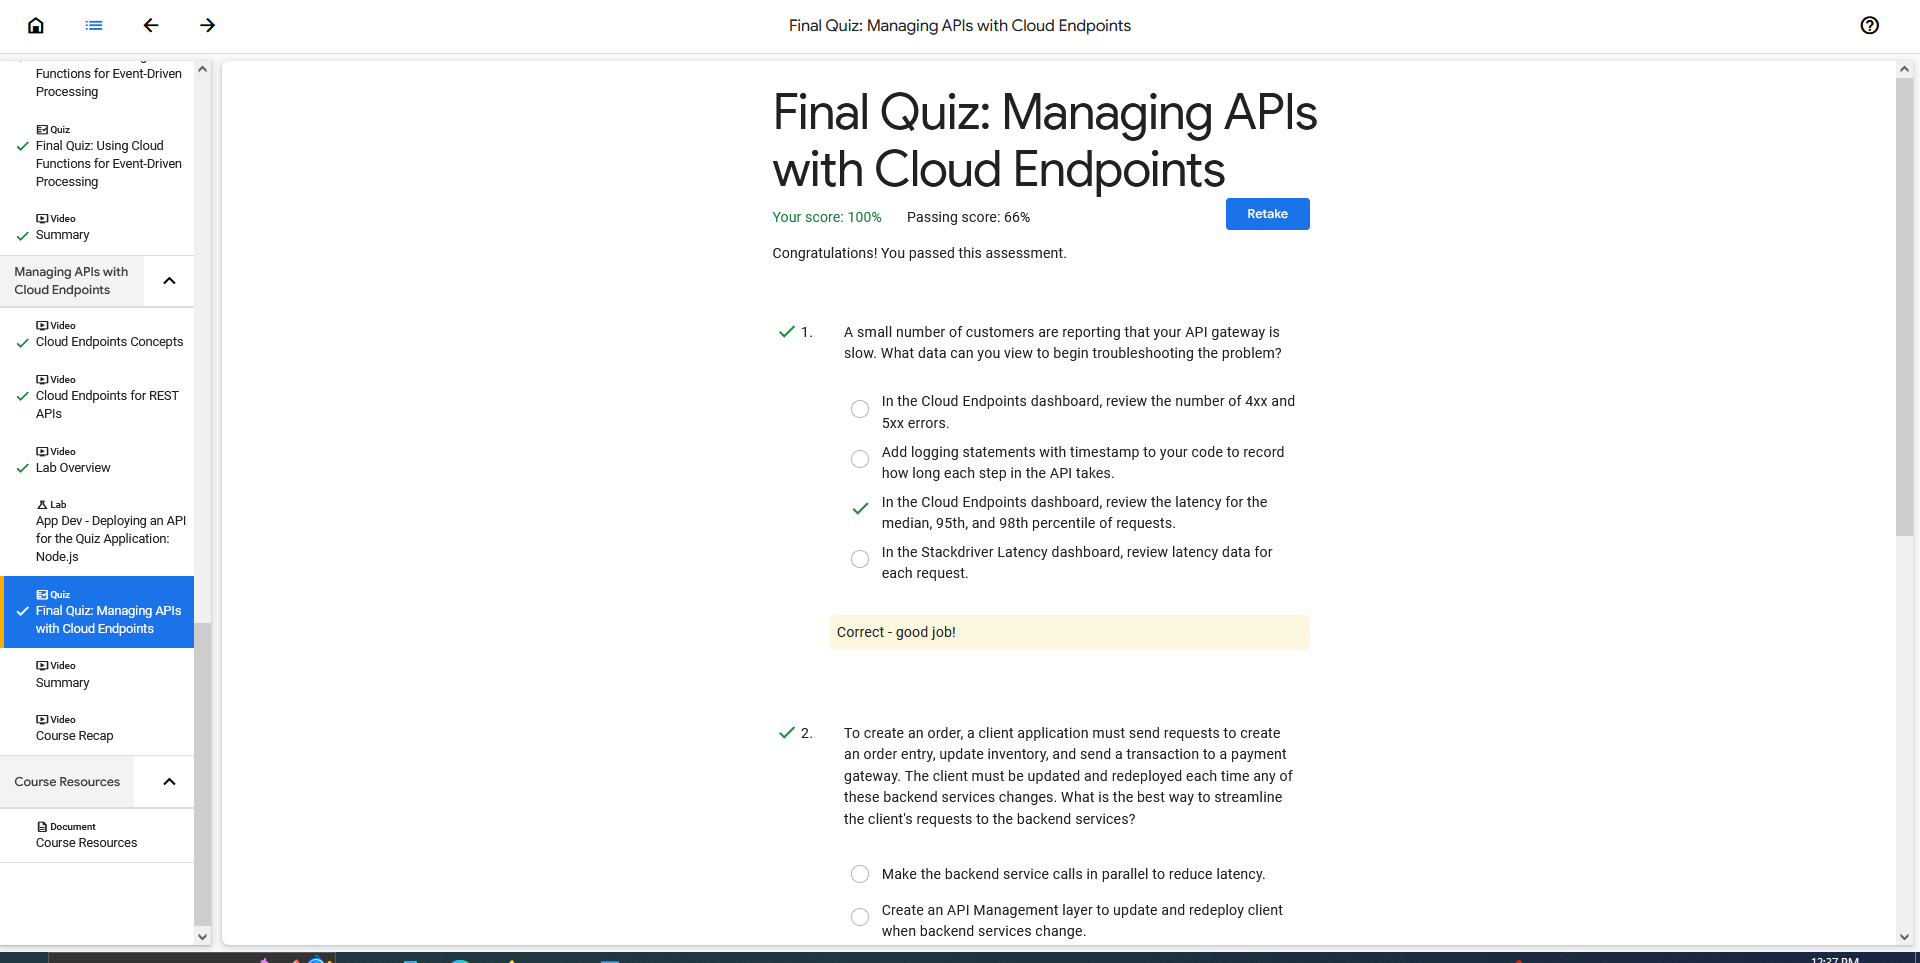 Final Quiz: Managing APIs with Cloud Endpoints
Functions for Event-Driven
Processing
Quiz
Final Quiz: Using Cloud
Functions for Event-Driven
Processing
Video
Summary
Managing APIs with
Cloud Endpoints
Video
Cloud Endpoints Concepts
Video
Cloud Endpoints for REST
APIs
Video
Lab Overview
Lab
App Dev - Deploying an API
for the Quiz Application:
Node.js
Quiz
Final Quiz: Managing APIs
with Cloud Endpoints
Video
Summary
Video
Course Recap
Course Resources
Document
Course Resources
Final Quiz: Managing APIs
with Cloud Endpoints
Your score: 100% Passing score: 66%
Retake
Congratulations! You passed this assessment.
1. A small number of customers are reporting that your API gateway is
slow. What data can you view to begin troubleshooting the problem?
In the Cloud Endpoints dashboard, review the number of 4xx and
5xx errors.
Add logging statements with timestamp to your code to record
how long each step in the API takes.
In the Cloud Endpoints dashboard, review the latency for the
median, 95th, and 98th percentile of requests.
In the Stackdriver Latency dashboard, review latency data for
each request.
Correct - good job!
2. To create an order, a client application must send requests to create
an order entry, update inventory, and send a transaction to a payment
gateway. The client must be updated and redeployed each time any of
these backend services changes. What is the best way to streamline
the client's requests to the backend services?
Make the backend service calls in parallel to reduce latency.
Create an API Management layer to update and redeploy client
when backend services change.
12:37 PM